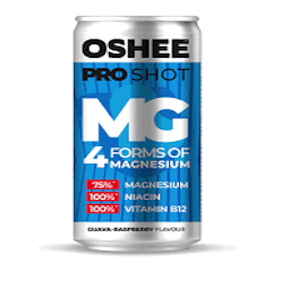 OSHEE
PRO SHOT
MG
4 FORMS OF
MAGNESIUM
75%* MAGNESIUM
100%* NIACIN
100%* VITAMIN B12
GUAVA-RASPBERRY FLAVOUR